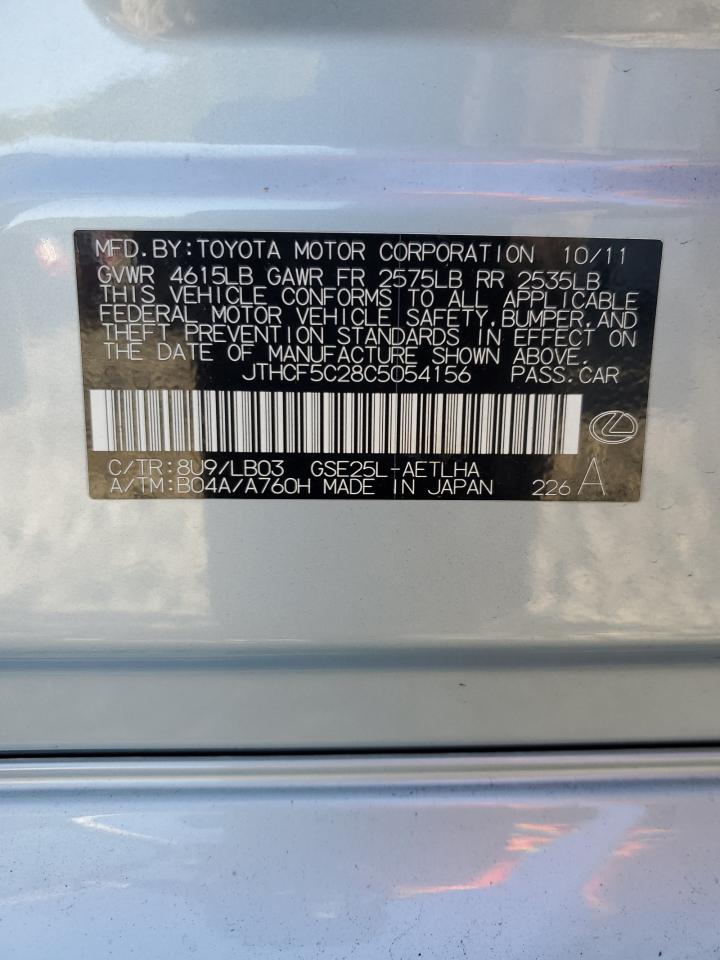 MFD.BY:TOYOTA MOTOR CORPORATION 10/11
GVWR 4615LB GAWR FR 2575LB RR 2535LB
THIS VEHICLE CONFORMS TO ALL APPLICABLE
FEDERAL MOTOR VEHICLE SAFETY,BUMPER,AND
THEFT PREVENTION STANDARDS IN EFFECT ON
THE DATE OF MANUFACTURE SHOWN ABOVE.
JTHCF5C28C5054156 PASS.CAR
C/TR:8U9/LB03 GSE25L-AETLHA
A/TM:B04A/A760H MADE IN JAPAN 226 A